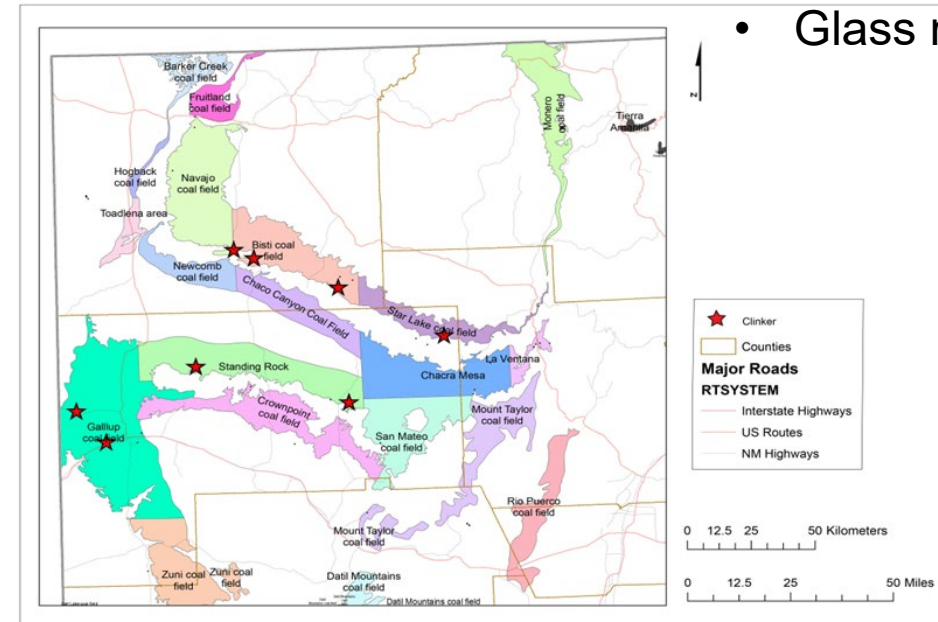 • Glass
Barker Creek
coal field
Fruitland
coal field
Monero
coal field
Tierra
Amarilla
N
Hogback
coal field
Navajo
coal field
Toadlena area
Bisti coal
field
Newcomb
coal field
Chaco Canyon Coal Field
Star Lake coal field
Standing Rock
La Ventana
Chacra Mesa
Crownpoint
coal field
Mount Taylor
coal field
Gallup
coal field
San Mateo
coal field
Rio Puerco
coal field
Mount Taylor
coal field
Zuni coal
field
Zuni coal
field
Datil Mountains
coal field
Datil Mountains coal field
Clinker
Counties
Major Roads
RTSYSTEM
Interstate Highways
US Routes
NM Highways
0 12.5 25 50 Kilometers
0 12.5 25 50 Miles